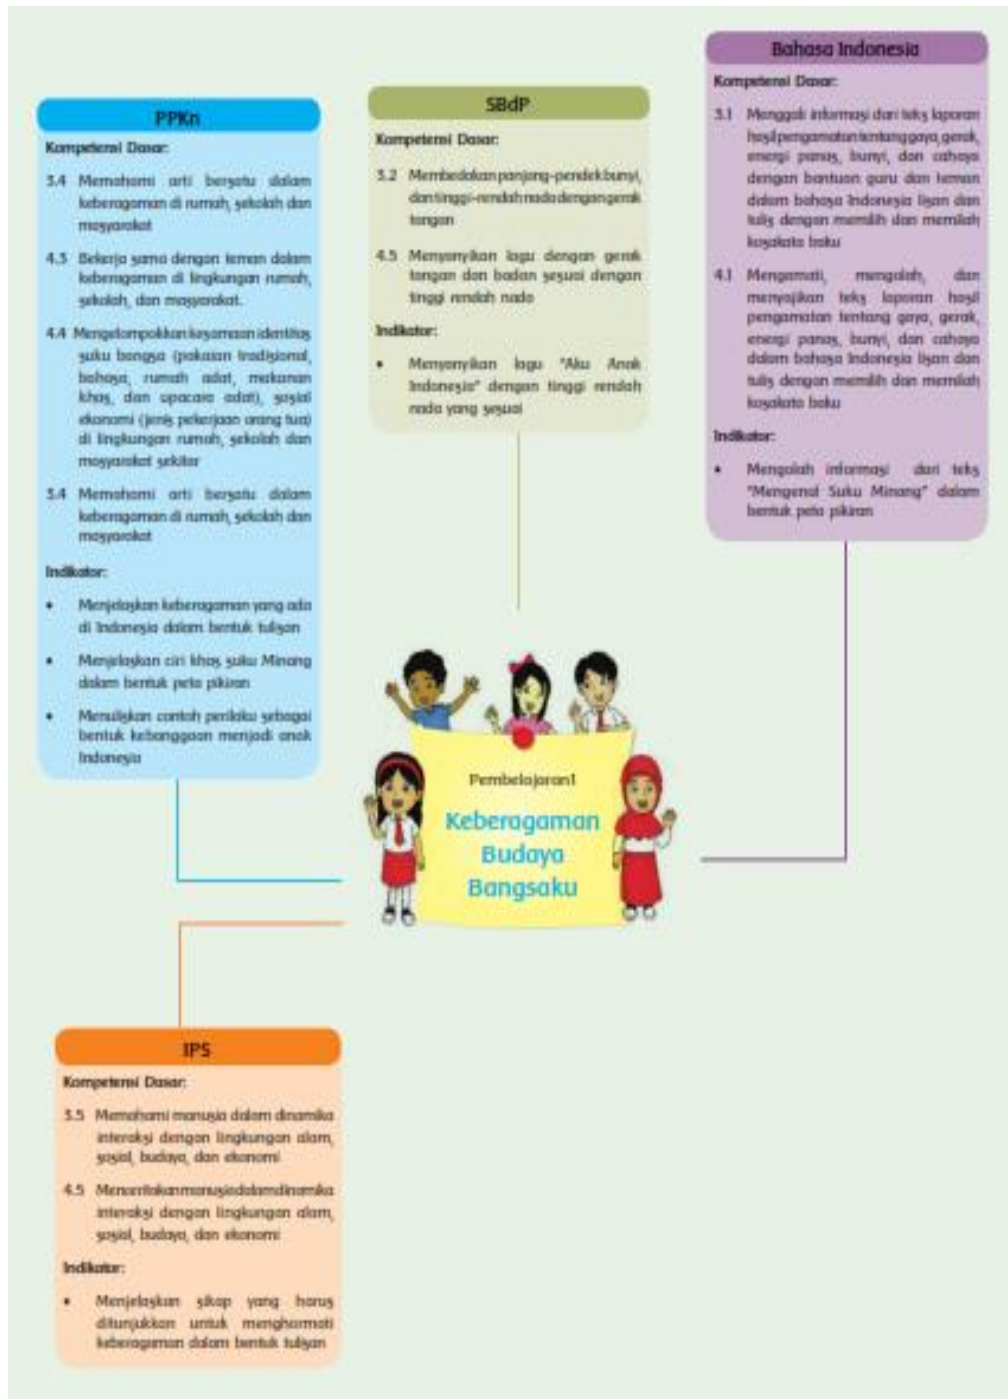 PPKn
Kompetensi Dasar:
3.4 Memahami arti bersatu dalam
keberagaman di rumah, sekolah dan
masyarakat
4.3 Bekerja sama dengan teman dalam
keberagaman di lingkungan rumah,
sekolah, dan masyarakat.
4.4 Mengelompokkan kesamaan identitas
suku bangsa (pakaian tradisional,
bahasa, rumah adat, makanan
khas, dan upacara adat), sosial
ekonomi (jenis pekerjaan orang tua)
di lingkungan rumah, sekolah dan
masyarakat sekitar
3.4 Memahami arti bersatu dalam
keberagaman di rumah, sekolah dan
masyarakat
Indikator:
• Menjelaskan keberagaman yang ada
di Indonesia dalam bentuk tulisan
• Menjelaskan ciri khas suku Minang
dalam bentuk peta pikiran
• Menuliskan contoh perilaku sebagai
bentuk kebanggaan menjadi anak
Indonesia
SBdP
Kompetensi Dasar:
3.2 Membedakan panjang-pendek bunyi,
dan tinggi-rendah nada dengan gerak
tangan
4.5 Menyanyikan lagu dengan gerak
tangan dan badan sesuai dengan
tinggi rendah nada
Indikator:
• Menyanyikan lagu "Aku Anak
Indonesia" dengan tinggi rendah
nada yang sesuai
Bahasa Indonesia
Kompetensi Dasar:
3.1 Menggali informasi dari teks laporan
hasil pengamatan tentang gaya, gerak,
energi panas, bunyi, dan cahaya
dengan bantuan guru dan teman
dalam bahasa Indonesia lisan dan
tulis dengan memilih dan memilah
kosakata baku
4.1 Mengamati, mengolah, dan
menyajikan teks laporan hasil
pengamatan tentang gaya, gerak,
energi panas, bunyi, dan cahaya
dalam bahasa Indonesia lisan dan
tulis dengan memilih dan memilah
kosakata baku
Indikator:
• Mengolah informasi dari teks
"Mengenal Suku Minang" dalam
bentuk peta pikiran
Pembelajaran1
Keberagaman
Budaya
Bangsaku
IPS
Kompetensi Dasar:
3.5 Memahami manusia dalam dinamika
interaksi dengan lingkungan alam,
sosial, budaya, dan ekonomi
4.5 Menceritakan manusia dalam dinamika
interaksi dengan lingkungan alam,
sosial, budaya, dan ekonomi
Indikator:
• Menjelaskan sikap yang harus
ditunjukkan untuk menghormati
keberagaman dalam bentuk tulisan